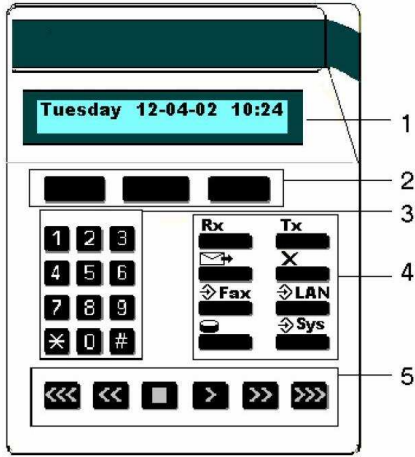 Tuesday 12-04-02 10:24
1
2
3
Rx Tx
1 2 3
4 5 6
4
Fax LAN
7 8 9
Sys
* 0 #
5
<<< << > >> >>>